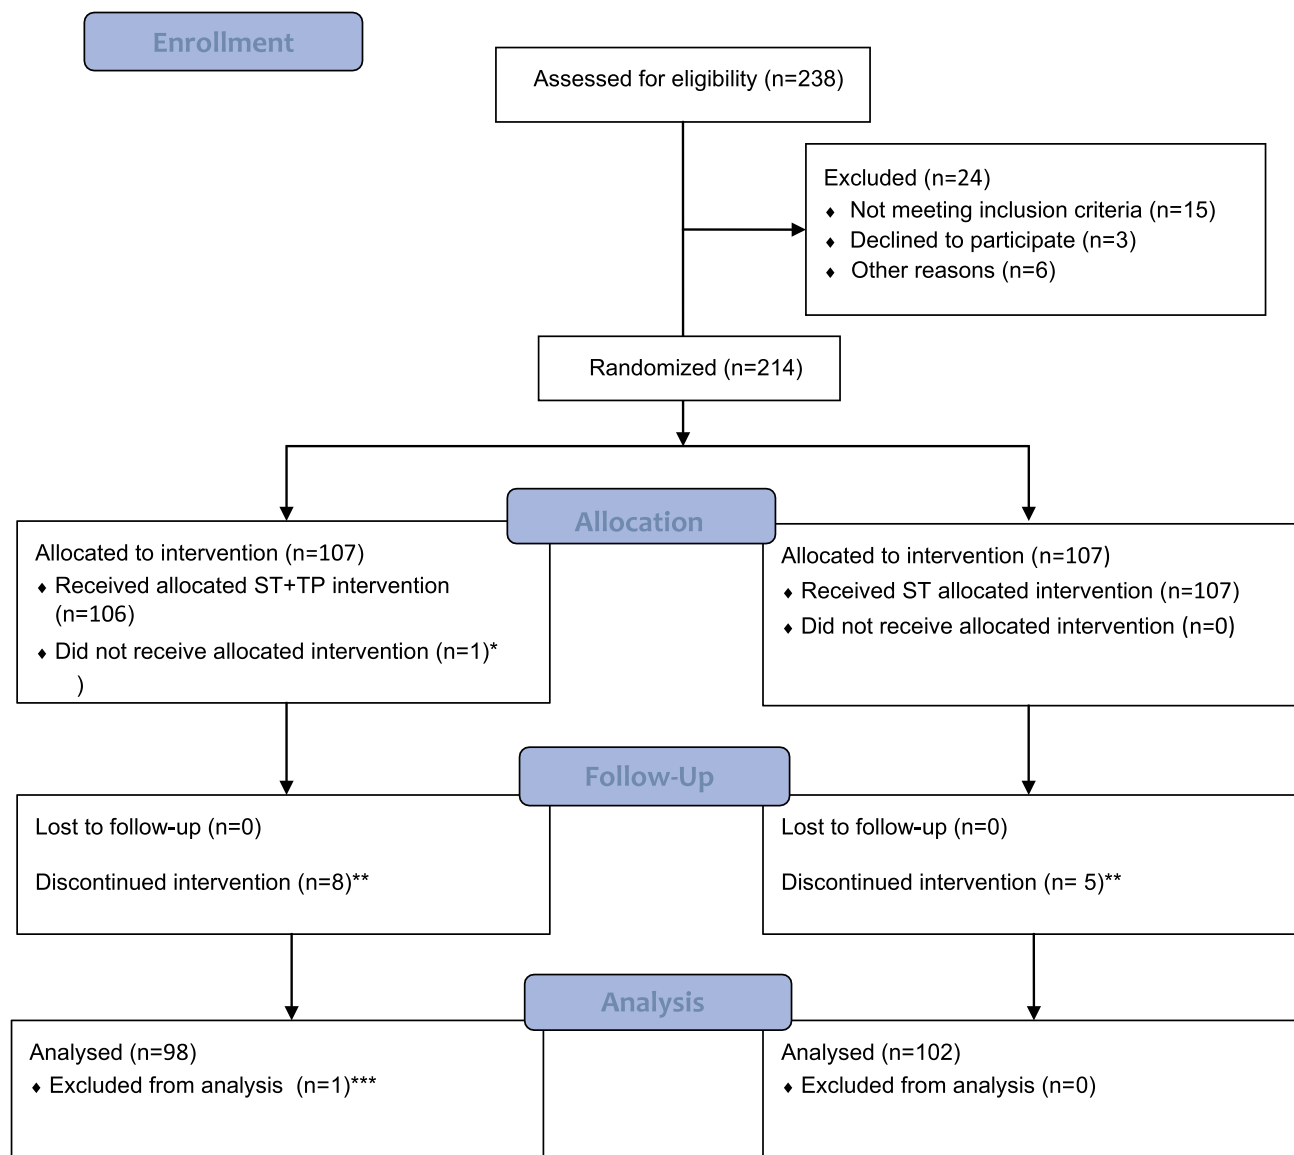 Enrollment
Assessed for eligibility (n=238)
Excluded (n=24)
♦ Not meeting inclusion criteria (n=15)
♦ Declined to participate (n=3)
♦ Other reasons (n=6)
Randomized (n=214)
Allocation
Allocated to intervention (n=107)
♦ Received allocated ST+TP intervention
(n=106)
♦ Did not receive allocated intervention (n=1)*
)
Allocated to intervention (n=107)
♦ Received ST allocated intervention (n=107)
♦ Did not receive allocated intervention (n=0)
Follow-Up
Lost to follow-up (n=0)
Discontinued intervention (n=8)**
Lost to follow-up (n=0)
Discontinued intervention (n= 5)**
Analysis
Analysed (n=98)
♦ Excluded from analysis (n=1)***
Analysed (n=102)
♦ Excluded from analysis (n=0)